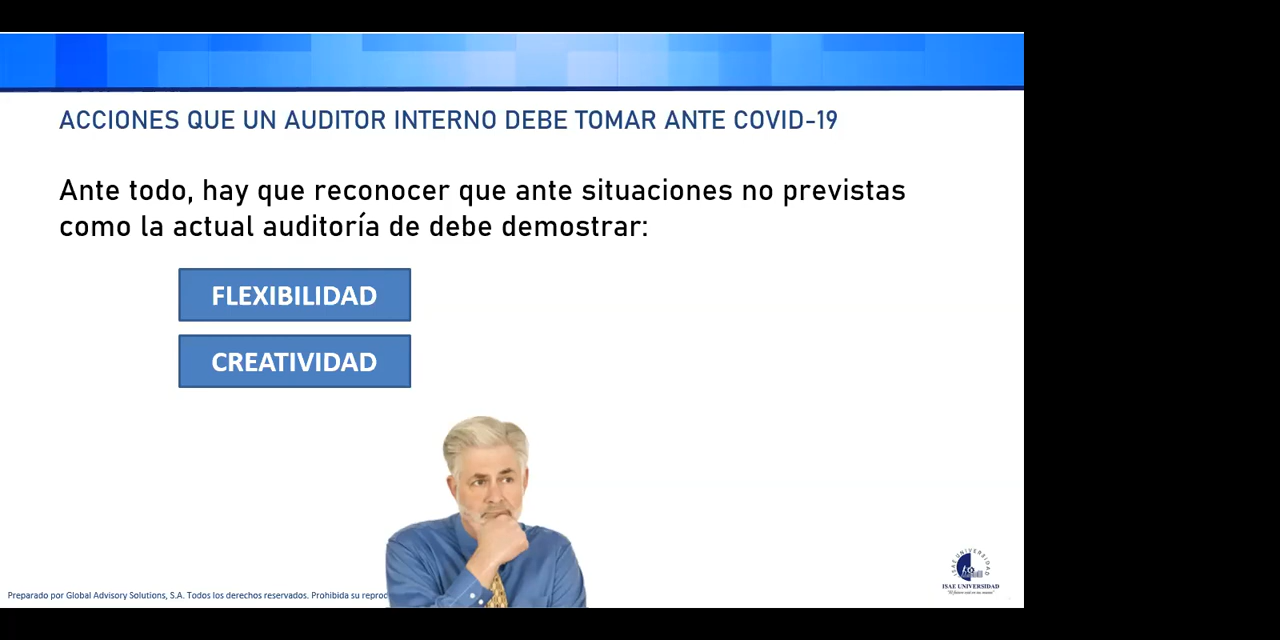 ACCIONES QUE UN AUDITOR INTERNO DEBE TOMAR ANTE COVID-19
Ante todo, hay que reconocer que ante situaciones no previstas
como la actual auditoría de debe demostrar:
FLEXIBILIDAD
CREATIVIDAD
ISAE UNIVERSIDAD
ISAE UNIVERSIDAD
Preparado por Global Advisory Solutions, S.A. Todos los derechos reservados. Prohibida su reproc